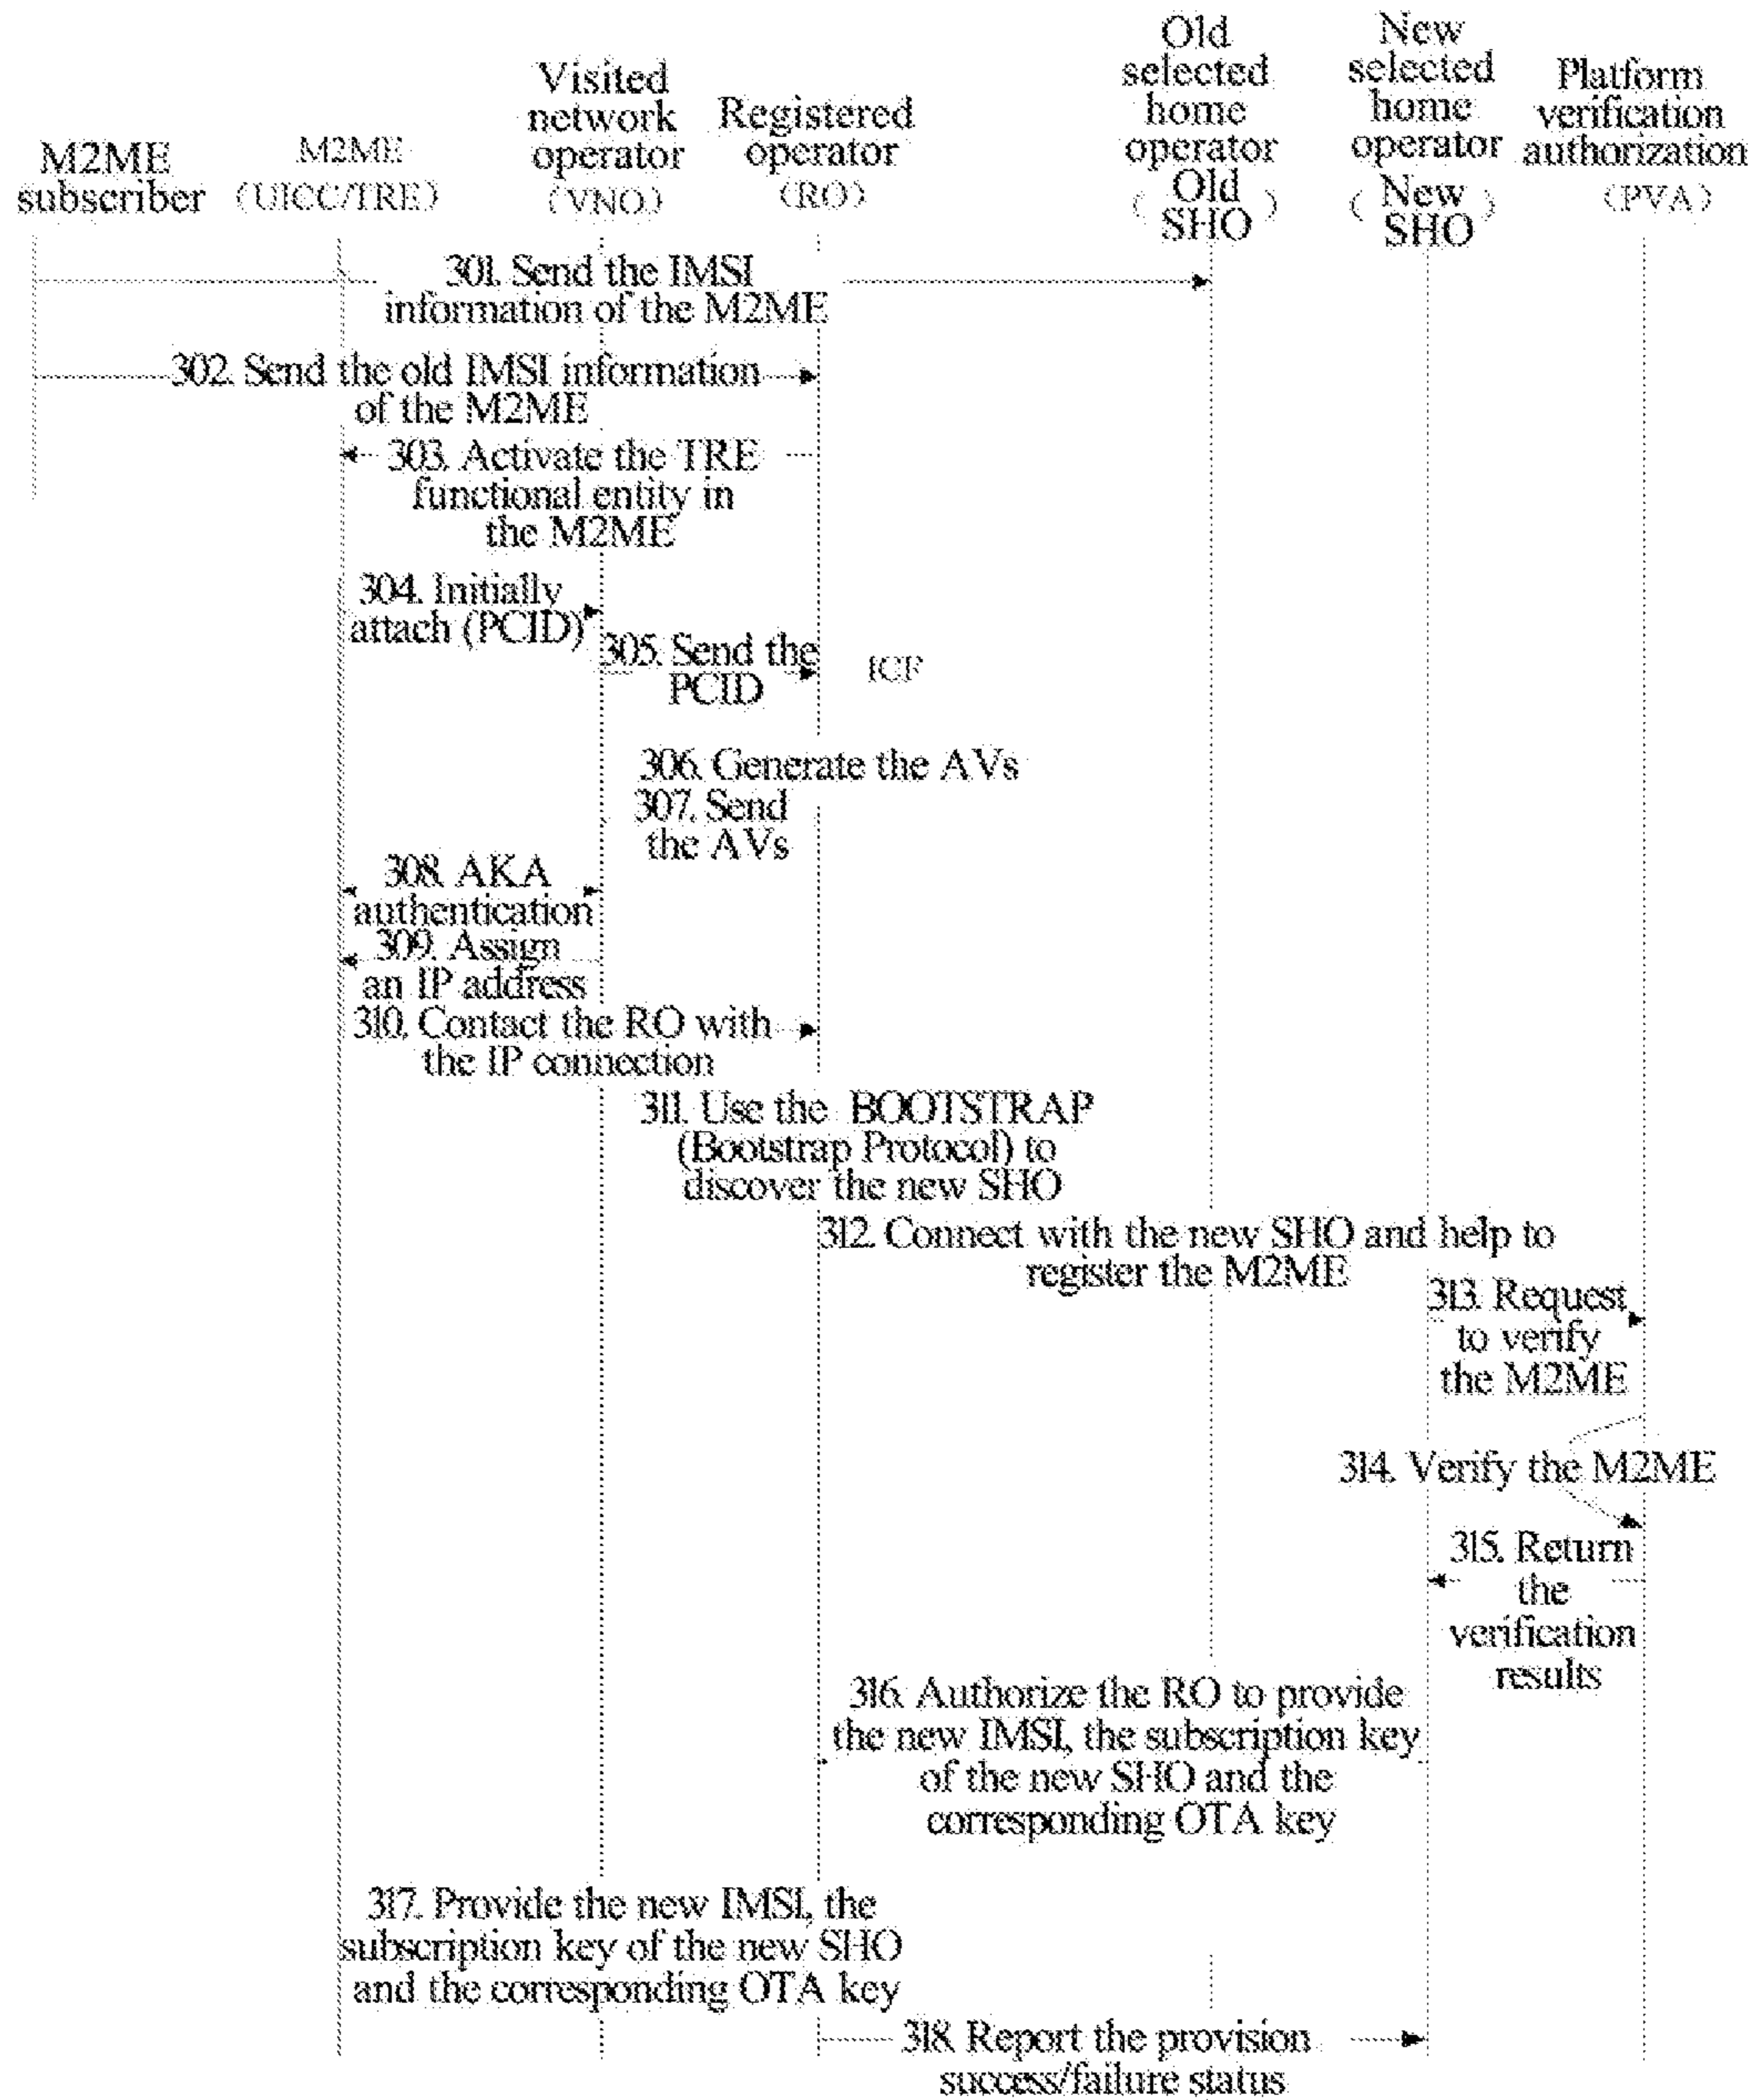 M2ME
subscriber
M2ME
(UICC/TRE)
Visited
network
operator
(VNO)
Registered
operator
(RO)
Old
selected
home
operator
( Old )
SHO
New
selected
home
operator
( New )
SHO
Platform
verification
authorization
(PVA)
301. Send the IMSI
information of the M2ME
302. Send the old IMSI information
of the M2ME
303. Activate the TRE
functional entity in
the M2ME
304. Initially
attach (PCID)
305. Send the
PCID
ICF
306. Generate the AVs
307. Send
the AVs
308. AKA
authentication
309. Assign
an IP address
310. Contact the RO with
the IP connection
311. Use the BOOTSTRAP
(Bootstrap Protocol) to
discover the new SHO
312. Connect with the new SHO and help to
register the M2ME
313. Request
to verify
the M2ME
314. Verify the M2ME
315. Return
the
verification
results
316. Authorize the RO to provide
the new IMSI, the subscription key
of the new SHO and the
corresponding OTA key
317. Provide the new IMSI, the
subscription key of the new SHO
and the corresponding OTA key
318. Report the provision
success/failure status